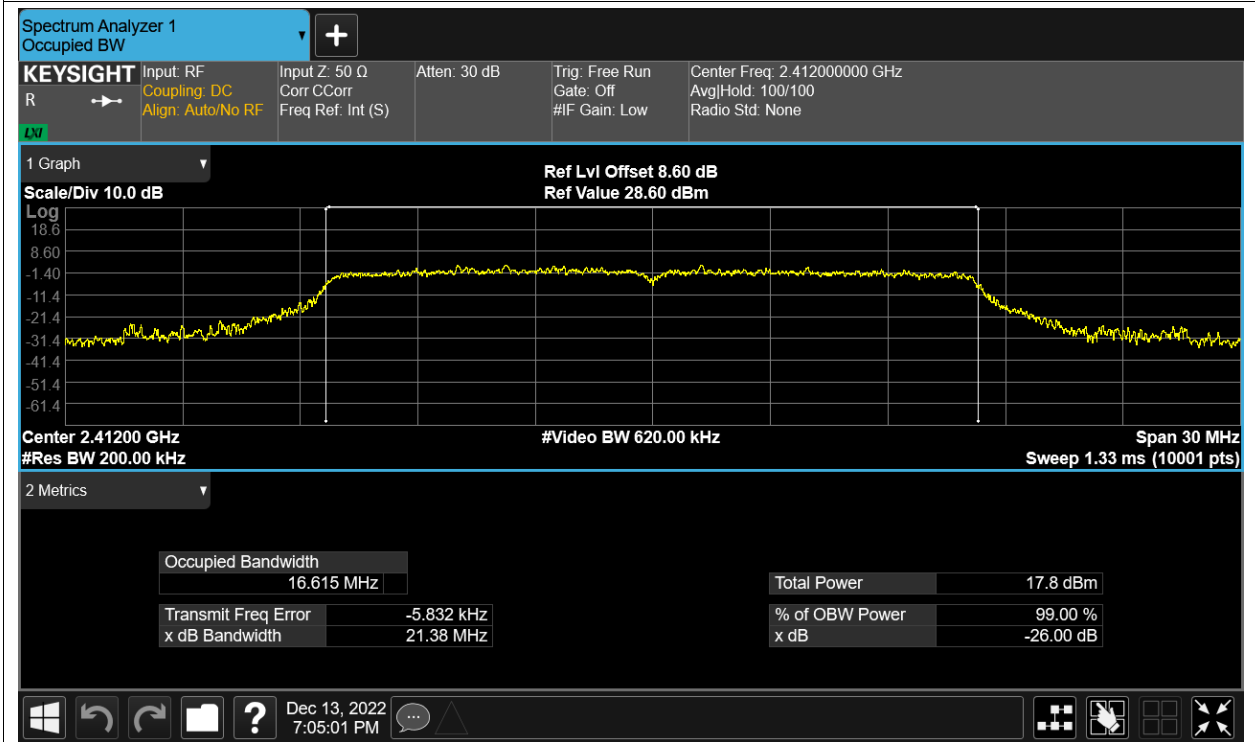 Spectrum Analyzer 1
Occupied BW
KEYSIGHT
R
LXI
Input: RF
Coupling: DC
Align: Auto/No RF
Input Z: 50 Ω
Corr CCorr
Freq Ref: Int (S)
Atten: 30 dB
Trig: Free Run
Gate: Off
#IF Gain: Low
Center Freq: 2.412000000 GHz
Avg|Hold: 100/100
Radio Std: None
1 Graph
Scale/Div 10.0 dB
Ref Lvl Offset 8.60 dB
Ref Value 28.60 dBm
Log
18.6
8.60
-1.40
-11.4
-21.4
-31.4
-41.4
-51.4
-61.4
Center 2.41200 GHz
#Res BW 200.00 kHz
#Video BW 620.00 kHz
Span 30 MHz
Sweep 1.33 ms (10001 pts)
2 Metrics
Occupied Bandwidth
16.615 MHz
Transmit Freq Error -5.832 kHz
x dB Bandwidth 21.38 MHz
Total Power 17.8 dBm
% of OBW Power 99.00 %
x dB -26.00 dB
?
Dec 13, 2022
7:05:01 PM